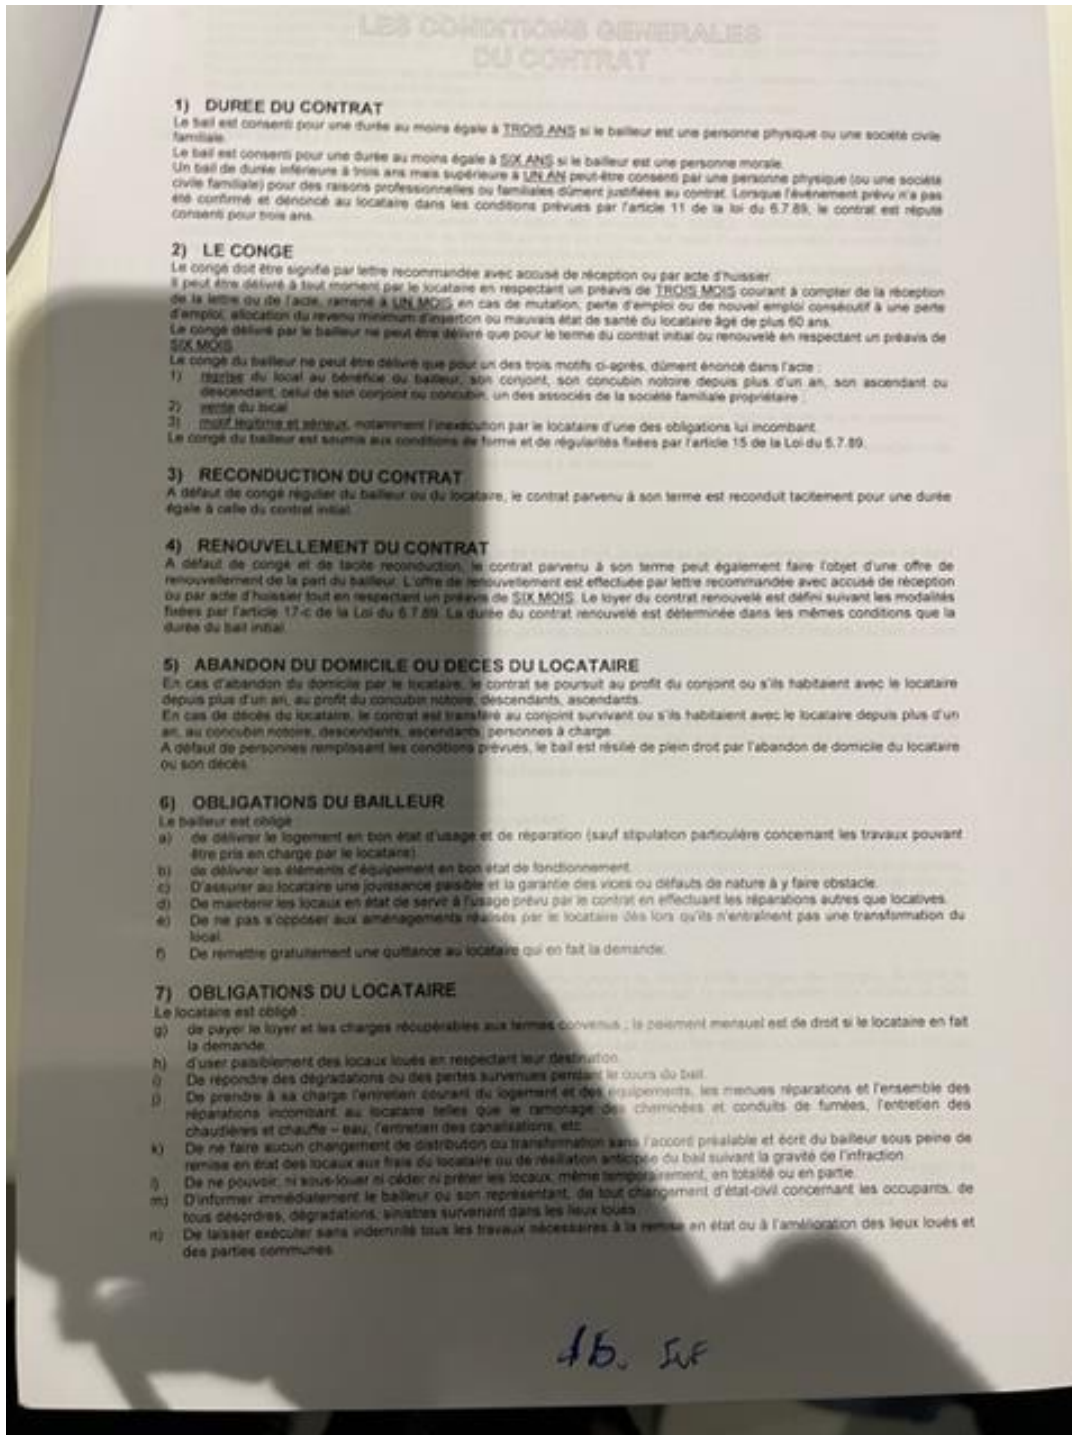 LES CONDITIONS GENERALES
DU CONTRAT
1) DUREE DU CONTRAT
Le bail est consenti pour une durée au moins égale à TROIS ANS si le bailleur est une personne physique ou une société civile
familiale.
Le bail est consenti pour une durée au moins égale à SIX ANS si le bailleur est une personne morale.
Un bail de durée inférieure à trois ans mais supérieure à UN AN peut-être consenti par une personne physique (ou une société
civile familiale) pour des raisons professionnelles ou familiales dûment justifiées au contrat. Lorsque l'événement prévu n'a pas
été confirmé et dénoncé au locataire dans les conditions prévues par l'article 11 de la loi du 6.7.89, le contrat est réputé
consenti pour trois ans.
2) LE CONGE
Le congé doit être signifié par lettre recommandée avec accusé de réception ou par acte d'huissier.
Il peut être délivré à tout moment par le locataire en respectant un préavis de TROIS MOIS courant à compter de la réception
de la lettre ou de l'acte, ramené à UN MOIS en cas de mutation, perte d'emploi ou de nouvel emploi consécutif à une perte
d'emploi, allocation du revenu minimum d'insertion ou mauvais état de santé du locataire âgé de plus 60 ans.
Le congé délivré par le bailleur ne peut être délivré que pour le terme du contrat initial ou renouvelé en respectant un préavis de
SIX MOIS.
Le congé du bailleur ne peut être délivré que pour un des trois motifs ci-après, dûment énoncé dans l'acte :
1) reprise du local au bénéfice du bailleur, son conjoint, son concubin notoire depuis plus d'un an, son ascendant ou
descendant, celui de son conjoint ou concubin, un des associés de la société familiale propriétaire ;
2) vente du local
3) motif légitime et sérieux, notamment l'inexécution par le locataire d'une des obligations lui incombant.
Le congé du bailleur est soumis aux conditions de forme et de régularités fixées par l'article 15 de la Loi du 6.7.89.
3) RECONDUCTION DU CONTRAT
A défaut de congé régulier du bailleur ou du locataire, le contrat parvenu à son terme est reconduit tacitement pour une durée
égale à celle du contrat initial.
4) RENOUVELLEMENT DU CONTRAT
A défaut de congé et de tacite reconduction, le contrat parvenu à son terme peut également faire l'objet d'une offre de
renouvellement de la part du bailleur. L'offre de renouvellement est effectuée par lettre recommandée avec accusé de réception
ou par acte d'huissier tout en respectant un préavis de SIX MOIS. Le loyer du contrat renouvelé est défini suivant les modalités
fixées par l'article 17-c de la Loi du 6.7.89. La durée du contrat renouvelé est déterminée dans les mêmes conditions que la
durée du bail initial.
5) ABANDON DU DOMICILE OU DECES DU LOCATAIRE
En cas d'abandon du domicile par le locataire, le contrat se poursuit au profit du conjoint ou s'ils habitaient avec le locataire
depuis plus d'un an, au profit du concubin notoire, descendants, ascendants.
En cas de décès du locataire, le contrat est transféré au conjoint survivant ou s'ils habitaient avec le locataire depuis plus d'un
an, au concubin notoire, descendants, ascendants, personnes à charge.
A défaut de personnes remplissant les conditions prévues, le bail est résilié de plein droit par l'abandon de domicile du locataire
ou son décès.
6) OBLIGATIONS DU BAILLEUR
Le bailleur est obligé :
a) de délivrer le logement en bon état d'usage et de réparation (sauf stipulation particulière concernant les travaux pouvant
être pris en charge par le locataire).
b) de délivrer les éléments d'équipement en bon état de fonctionnement.
c) D'assurer au locataire une jouissance paisible et la garantie des vices ou défauts de nature à y faire obstacle.
d) De maintenir les locaux en état de servir à l'usage prévu par le contrat en effectuant les réparations autres que locatives.
e) De ne pas s'opposer aux aménagements réalisés par le locataire dès lors qu'ils n'entraînent pas une transformation du
local.
f) De remettre gratuitement une quittance au locataire qui en fait la demande.
7) OBLIGATIONS DU LOCATAIRE
Le locataire est obligé :
g) de payer le loyer et les charges récupérables aux termes convenus ; le paiement mensuel est de droit si le locataire en fait
la demande.
h) d'user paisiblement des locaux loués en respectant leur destination.
i) De répondre des dégradations ou des pertes survenues pendant le cours du bail.
j) De prendre à sa charge l'entretien courant du logement et des équipements, les menues réparations et l'ensemble des
réparations incombant au locataire telles que le ramonage des cheminées et conduits de fumées, l'entretien des
chaudières et chauffe – eau, l'entretien des canalisations, etc...
k) De ne faire aucun changement de distribution ou transformation sans l'accord préalable et écrit du bailleur sous peine de
remise en état des locaux aux frais du locataire ou de résiliation anticipée du bail suivant la gravité de l'infraction.
l) De ne pouvoir, ni sous-louer ni céder ni prêter les locaux, même temporairement, en totalité ou en partie.
m) D'informer immédiatement le bailleur ou son représentant, de tout changement d'état-civil concernant les occupants, de
tous désordres, dégradations, sinistres survenant dans les lieux loués.
n) De laisser exécuter sans indemnité tous les travaux nécessaires à la remise en état ou à l'amélioration des lieux loués et
des parties communes.